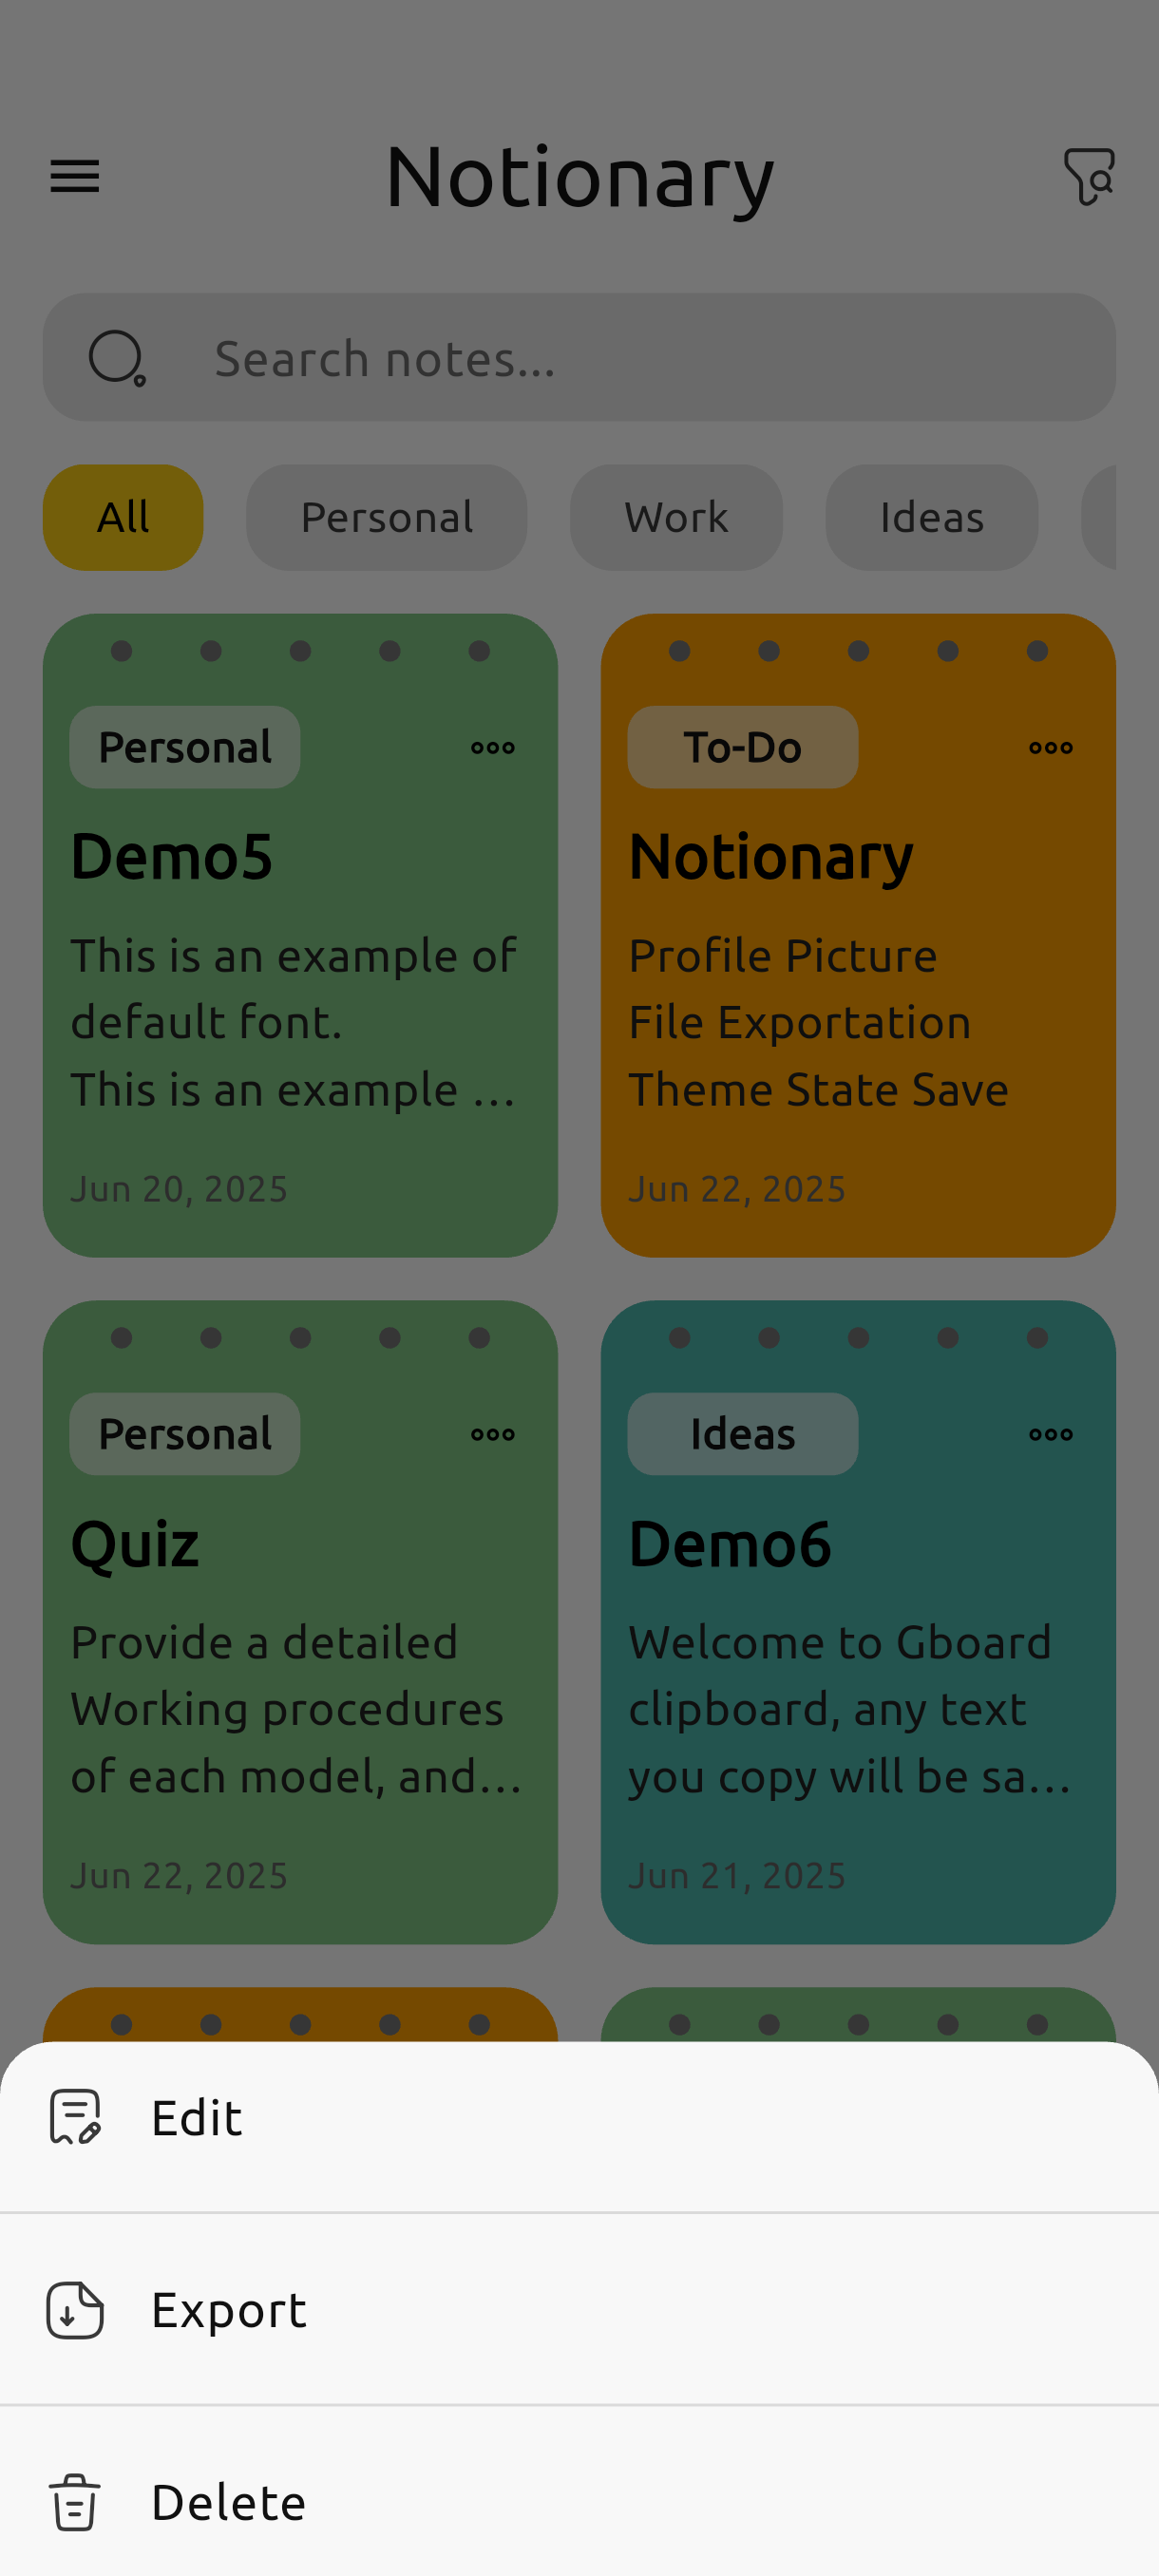 Notionary
Search notes...
All
Personal
Work
Ideas
Personal
Demo5
This is an example of
default font.
This is an example ...
Jun 20, 2025
To-Do
Notionary
Profile Picture
File Exportation
Theme State Save
Jun 22, 2025
Personal
Quiz
Provide a detailed
Working procedures
of each model, and...
Jun 22, 2025
Ideas
Demo6
Welcome to Gboard
clipboard, any text
you copy will be sa...
Jun 21, 2025
Edit
Export
Delete